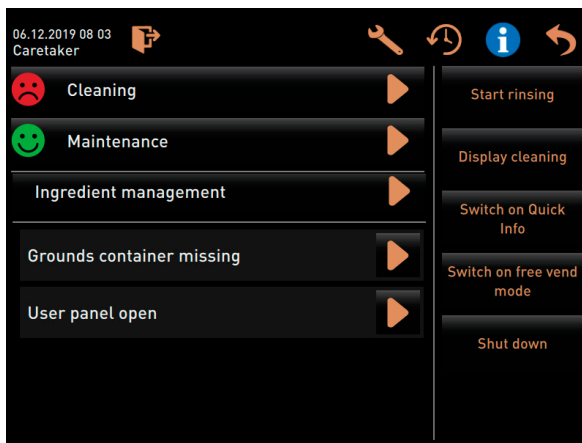 06.12.2019 08 03
Caretaker
i
Cleaning
Maintenance
Ingredient management
Grounds container missing
User panel open
Start rinsing
Display cleaning
Switch on Quick
Info
Switch on free vend
mode
Shut down